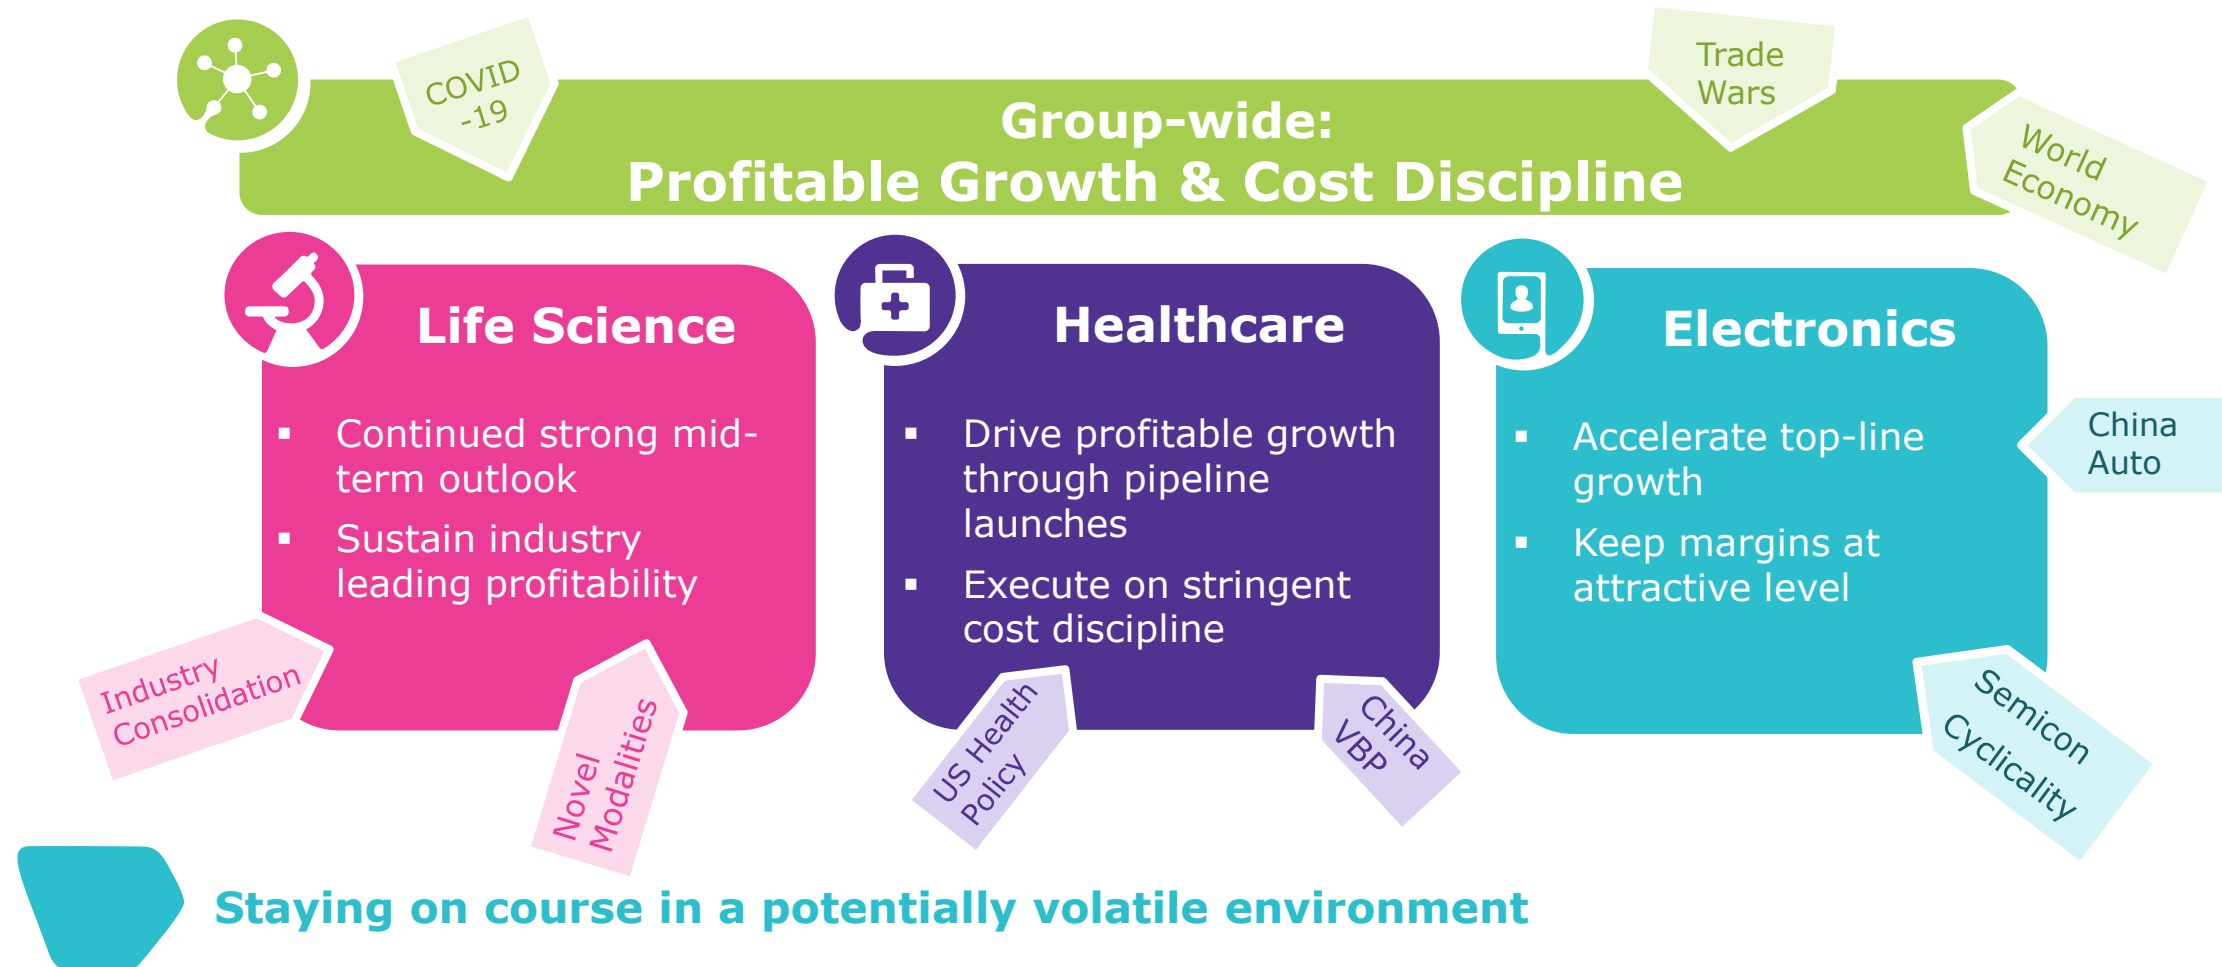 COVID
-19
Trade
Wars
World
Economy
Group-wide:
Profitable Growth & Cost Discipline
Life Science
▪ Continued strong mid-
term outlook
▪ Sustain industry
leading profitability
Industry
Consolidation
Novel
Modalities
Healthcare
▪ Drive profitable growth
through pipeline
launches
▪ Execute on stringent
cost discipline
US Health
Policy
China
VBP
Electronics
▪ Accelerate top-line
growth
▪ Keep margins at
attractive level
China
Auto
Semicon
Cyclicality
Staying on course in a potentially volatile environment